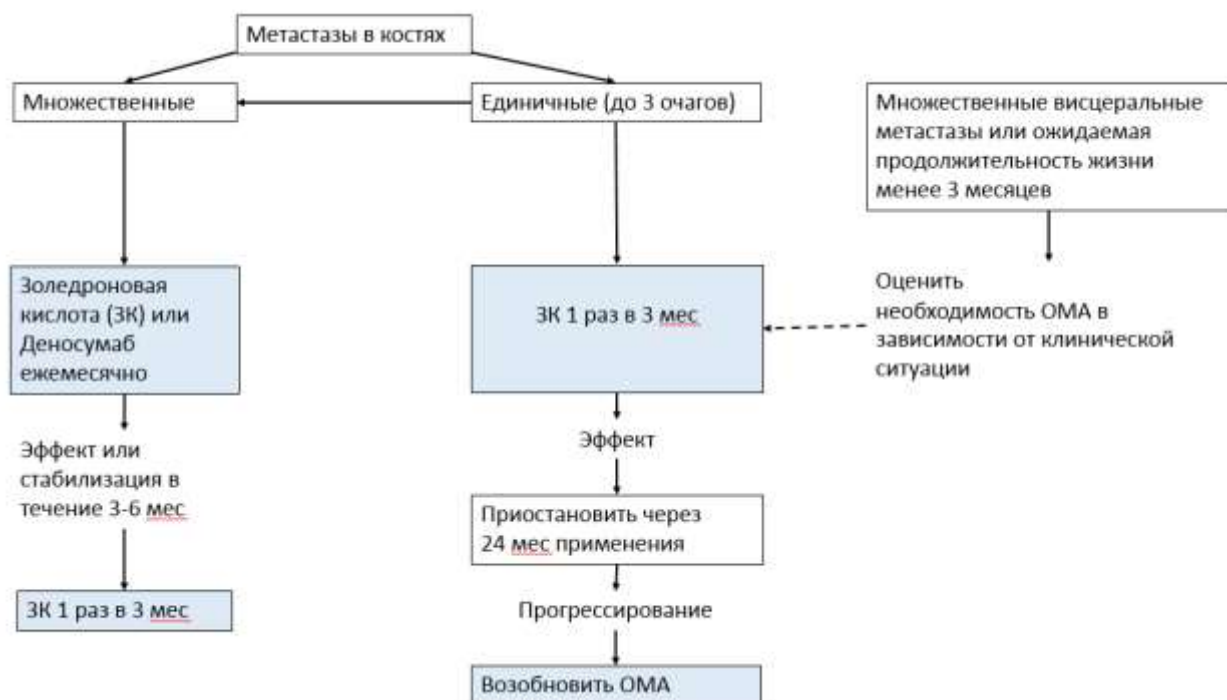 Метастазы в костях
Множественные
Единичные (до 3 очагов)
Множественные висцеральные
метастазы или ожидаемая
продолжительность жизни
менее 3 месяцев
Золедроновая
кислота (ЗК) или
Деносумаб
ежемесячно
ЗК 1 раз в 3 мес
Оценить
необходимость ОМА в
зависимости от клинической
ситуации
Эффект или
стабилизация в
течение 3-6 мес
Эффект
Приостановить через
24 мес применения
ЗК 1 раз в 3 мес
Прогрессирование
Возобновить ОМА